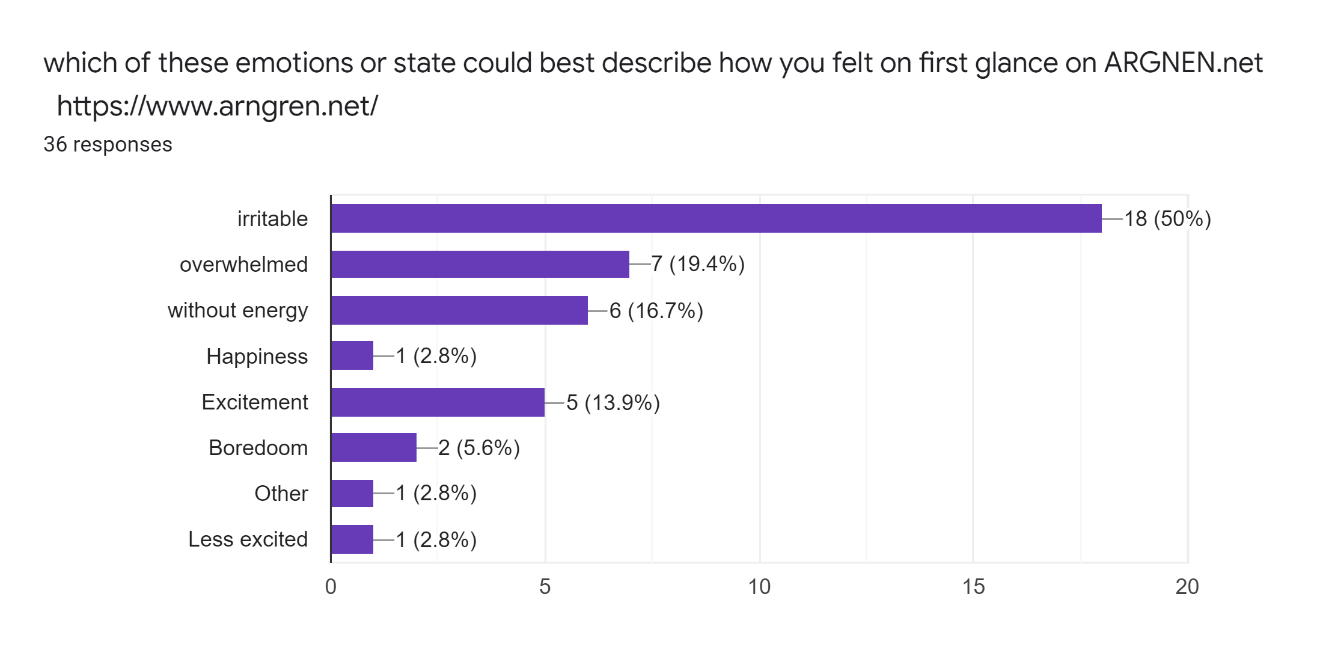 which of these emotions or state could best describe how you felt on first glance on ARGNEN.net
https://www.arngren.net/
36 responses
irritable 18 (50%)
overwhelmed 7 (19.4%)
without energy 6 (16.7%)
Happiness 1 (2.8%)
Excitement 5 (13.9%)
Boredoom 2 (5.6%)
Other 1 (2.8%)
Less excited 1 (2.8%)
0 5 10 15 20